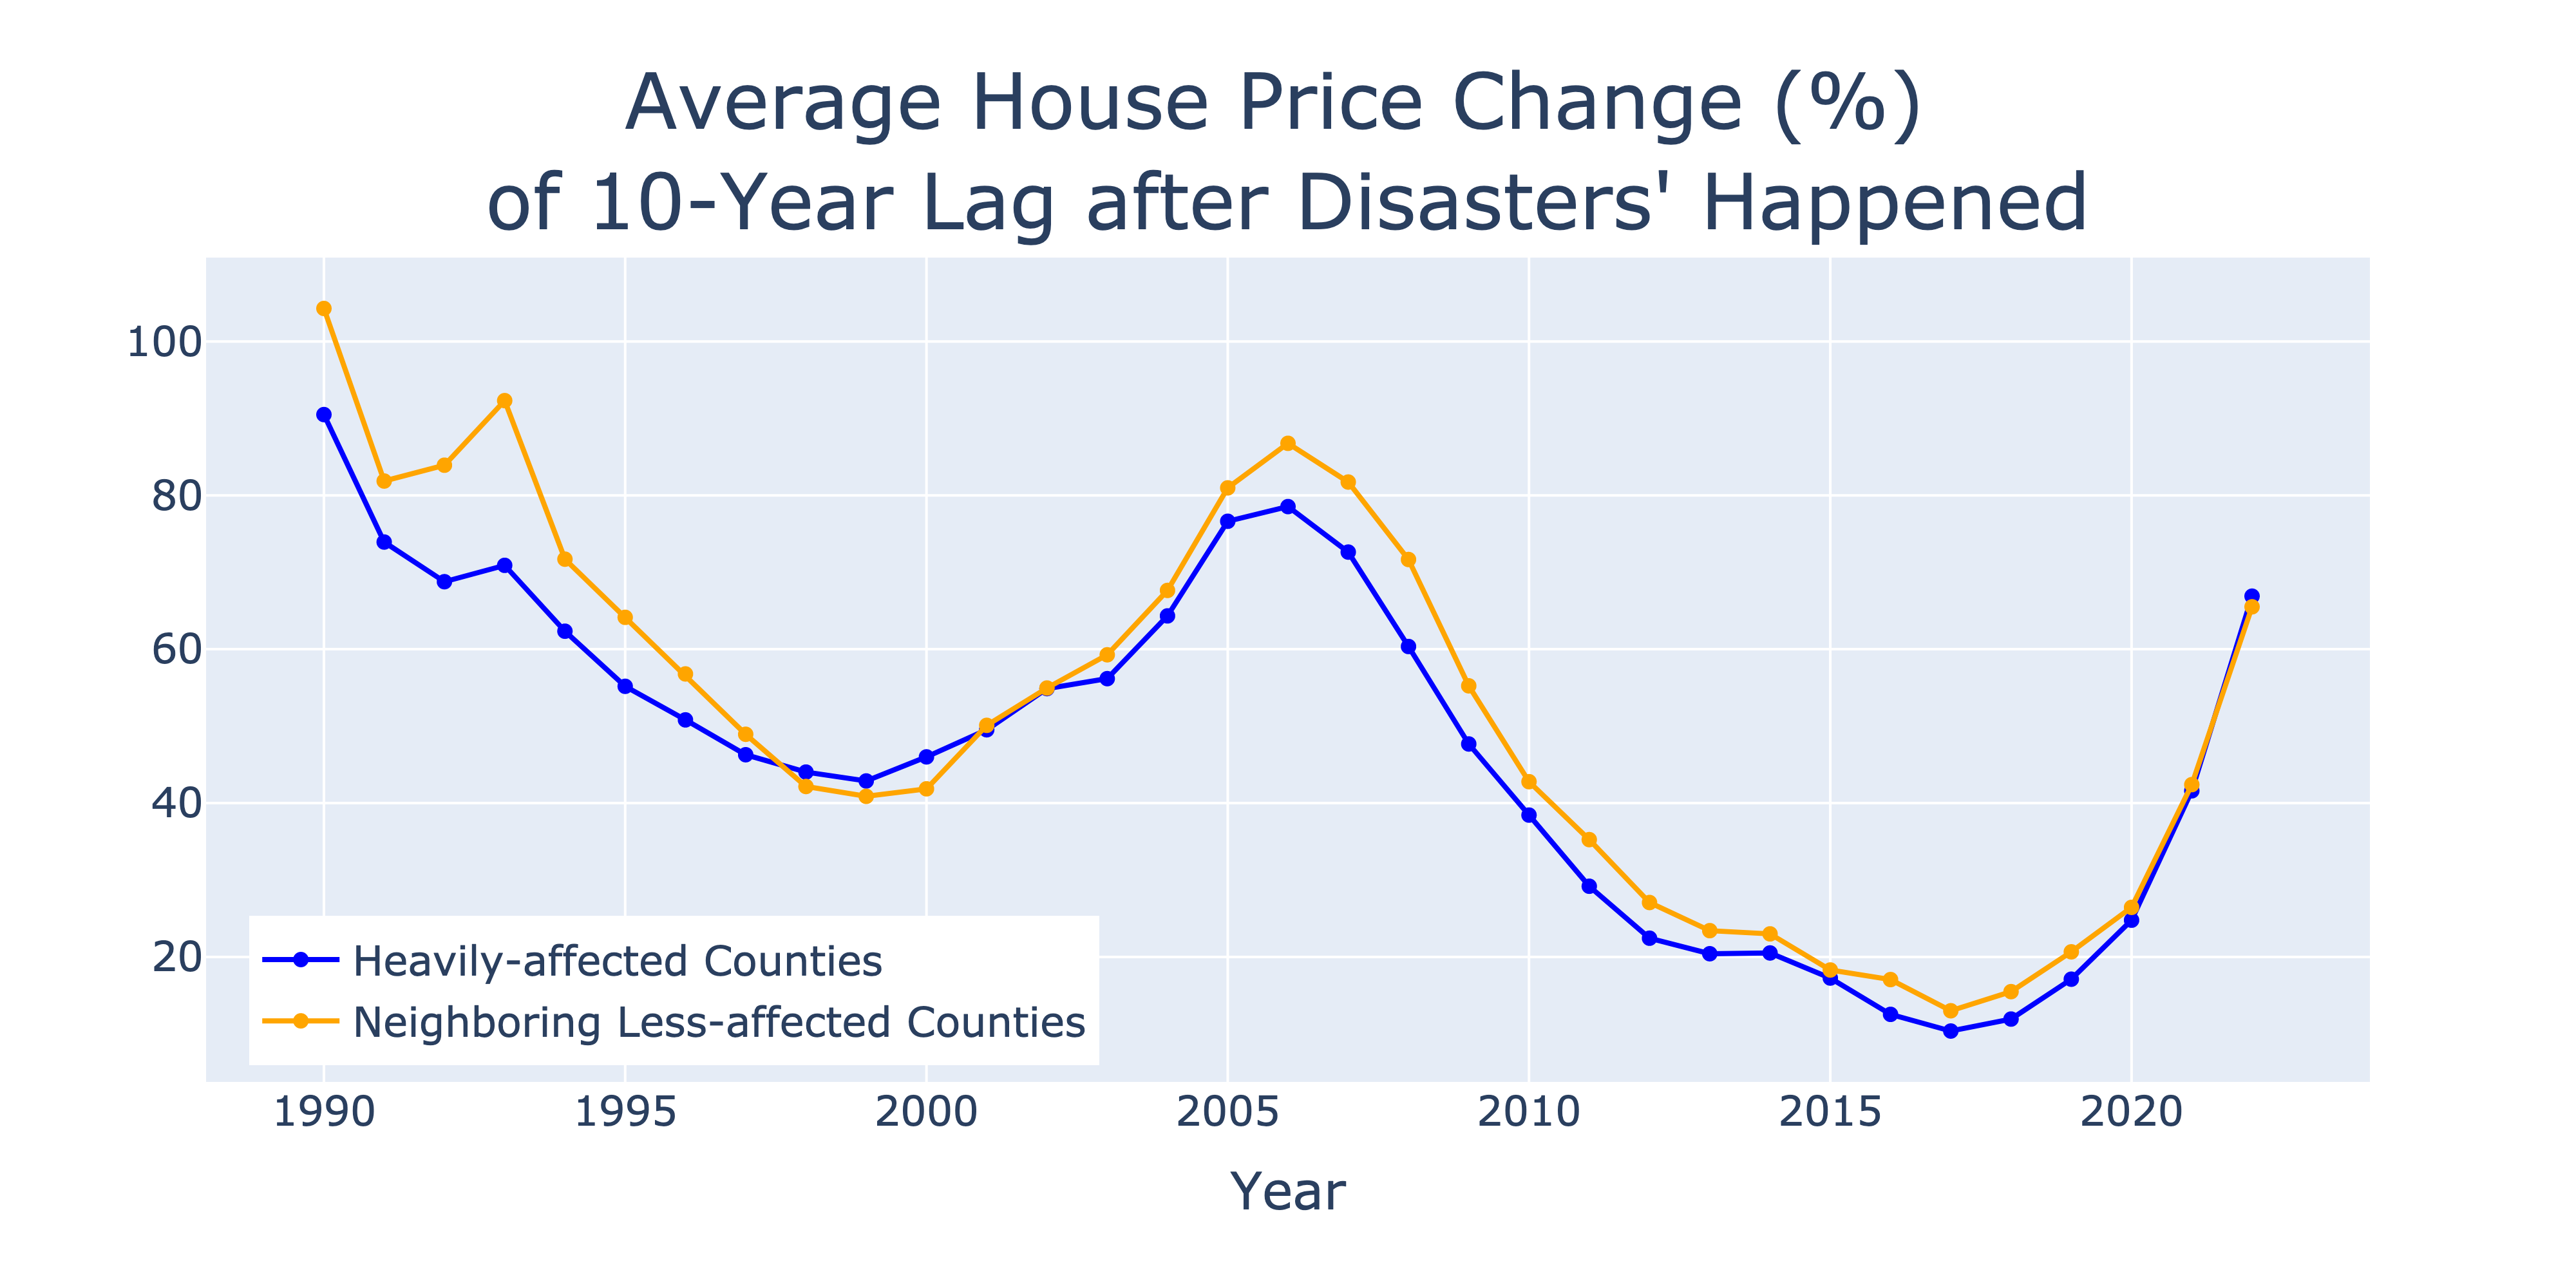 Average House Price Change (%)
of 10-Year Lag after Disasters' Happened
100
80
60
40
20
Heavily-affected Counties
Neighboring Less-affected Counties
1990 1995 2000 2005 2010 2015 2020
Year